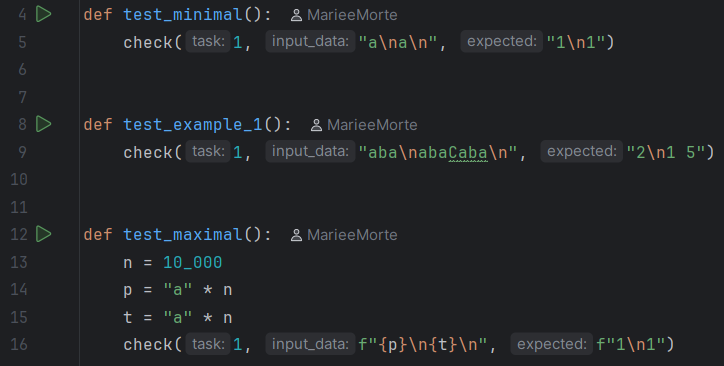 4 def test_minimal(): MarieeMorte
5 check( task: 1, input_data: "a\na\n", expected: "1\n1")
6
7
8 def test_example_1(): MarieeMorte
9 check( task: 1, input_data: "aba\nabaCaba\n", expected: "2\n1 5")
10
11
12 def test_maximal(): MarieeMorte
13 n = 10_000
14 p = "a" * n
15 t = "a" * n
16 check( task: 1, input_data: f"{p}\n{t}\n", expected: f"1\n1")